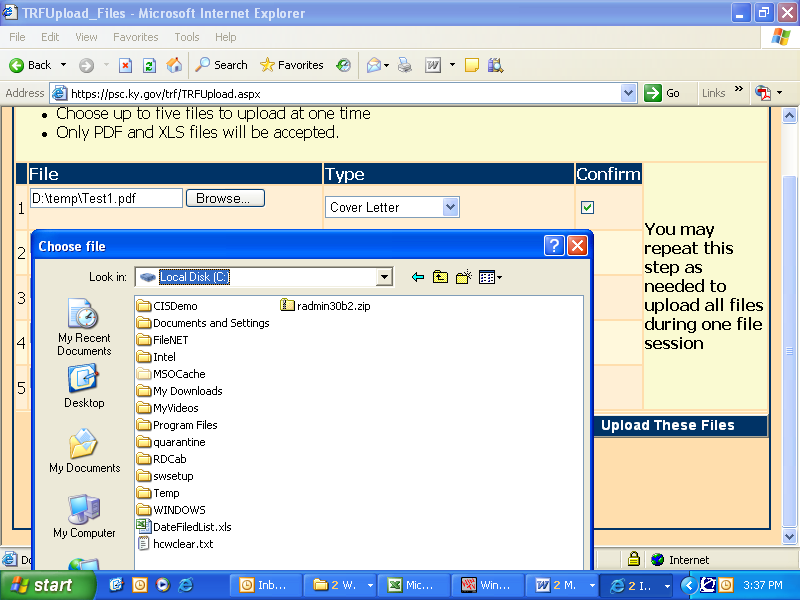 TRFUpload_Files - Microsoft Internet Explorer
File Edit View Favorites Tools Help
Back Search Favorites
Address https://psc.ky.gov/trf/TRFUpload.aspx Go Links »
• Choose up to five files to upload at one time
• Only PDF and XLS files will be accepted.
File Type Confirm
1 D:\temp\Test1.pdf Browse... Cover Letter
2
3
4
5
You may
repeat this
step as
needed to
upload all files
during one file
session
Upload These Files
Choose file
Look in: Local Disk (C:)
My Recent
Documents
Desktop
My Documents
My Computer
CISDemo
Documents and Settings
FileNET
Intel
MSOCache
My Downloads
MyVideos
Program Files
quarantine
RDCab
swsetup
Temp
WINDOWS
DateFiledList.xls
hcwclear.txt
radmin30b2.zip
Internet
start Inb... 2 W. Mic... Win... 2 M. 2 I.. 3:37 PM